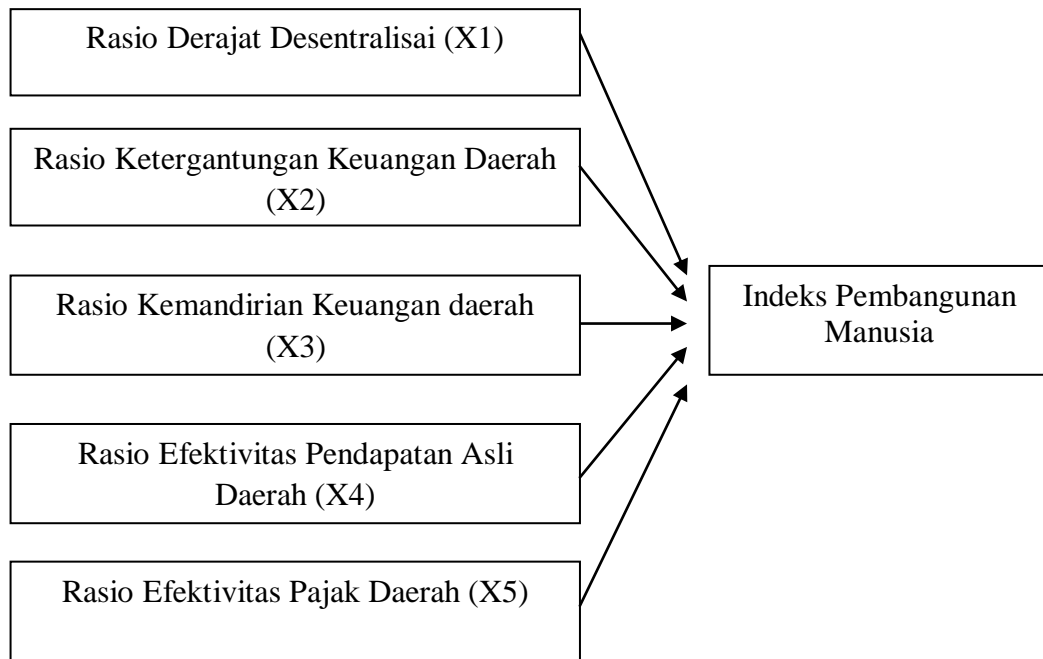 Rasio Derajat Desentralisai (X1)
Rasio Ketergantungan Keuangan Daerah
(X2)
Rasio Kemandirian Keuangan daerah
(X3)
Rasio Efektivitas Pendapatan Asli
Daerah (X4)
Rasio Efektivitas Pajak Daerah (X5)
Indeks Pembangunan
Manusia